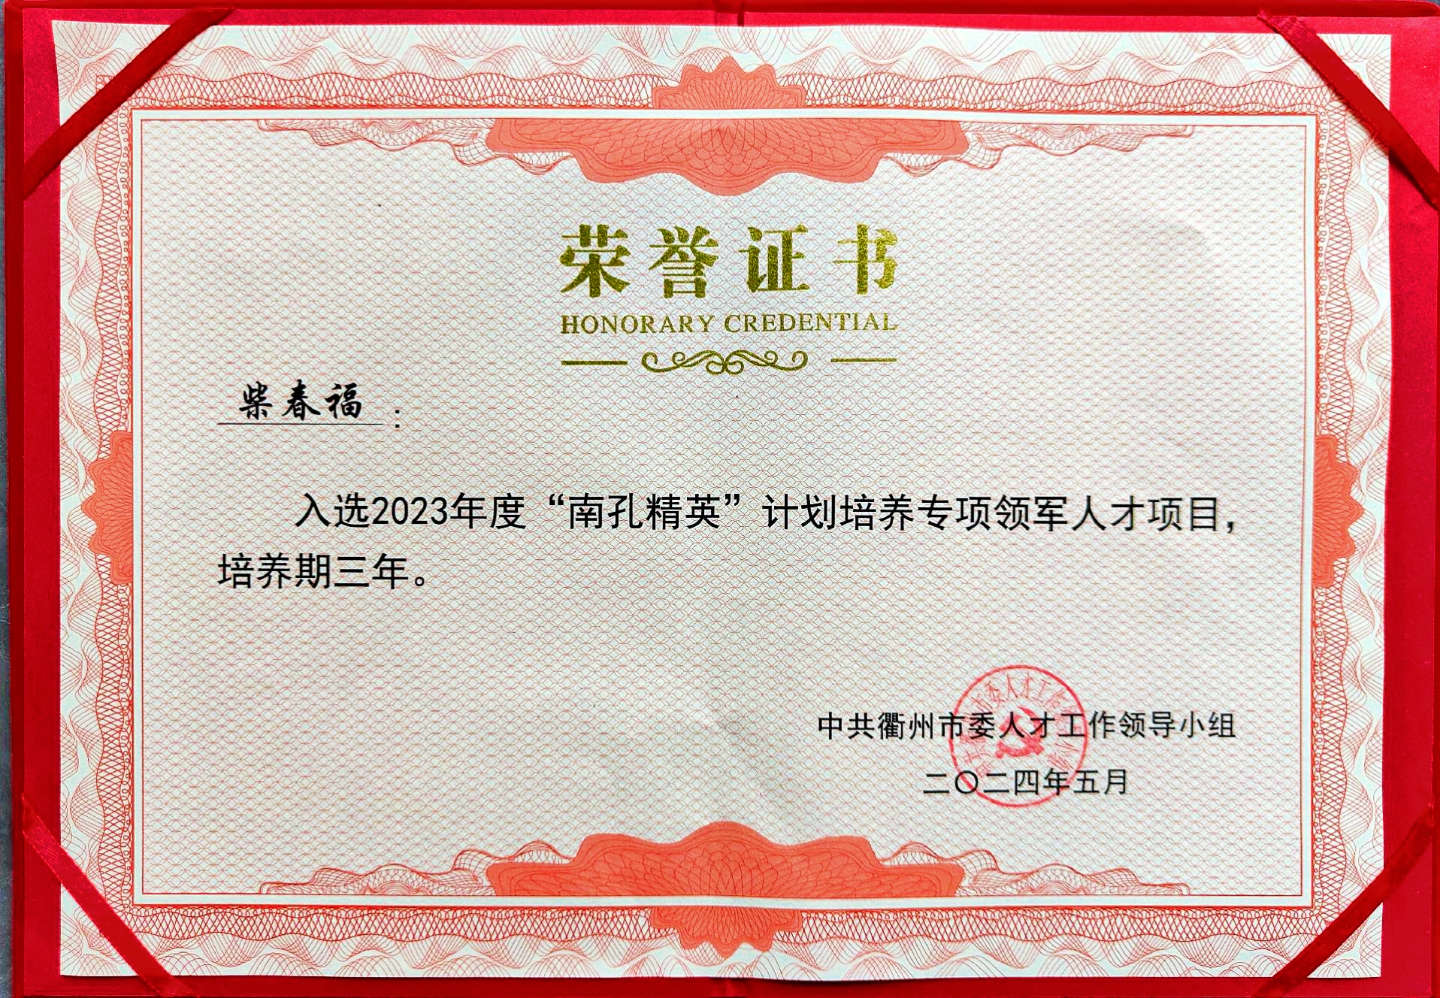 荣誉证书
HONORARY CREDENTIAL
柴春福：
入选2023年度“南孔精英”计划培养专项领军人才项目，
培养期三年。
中共衢州市委人才工作领导小组
二〇二四年五月